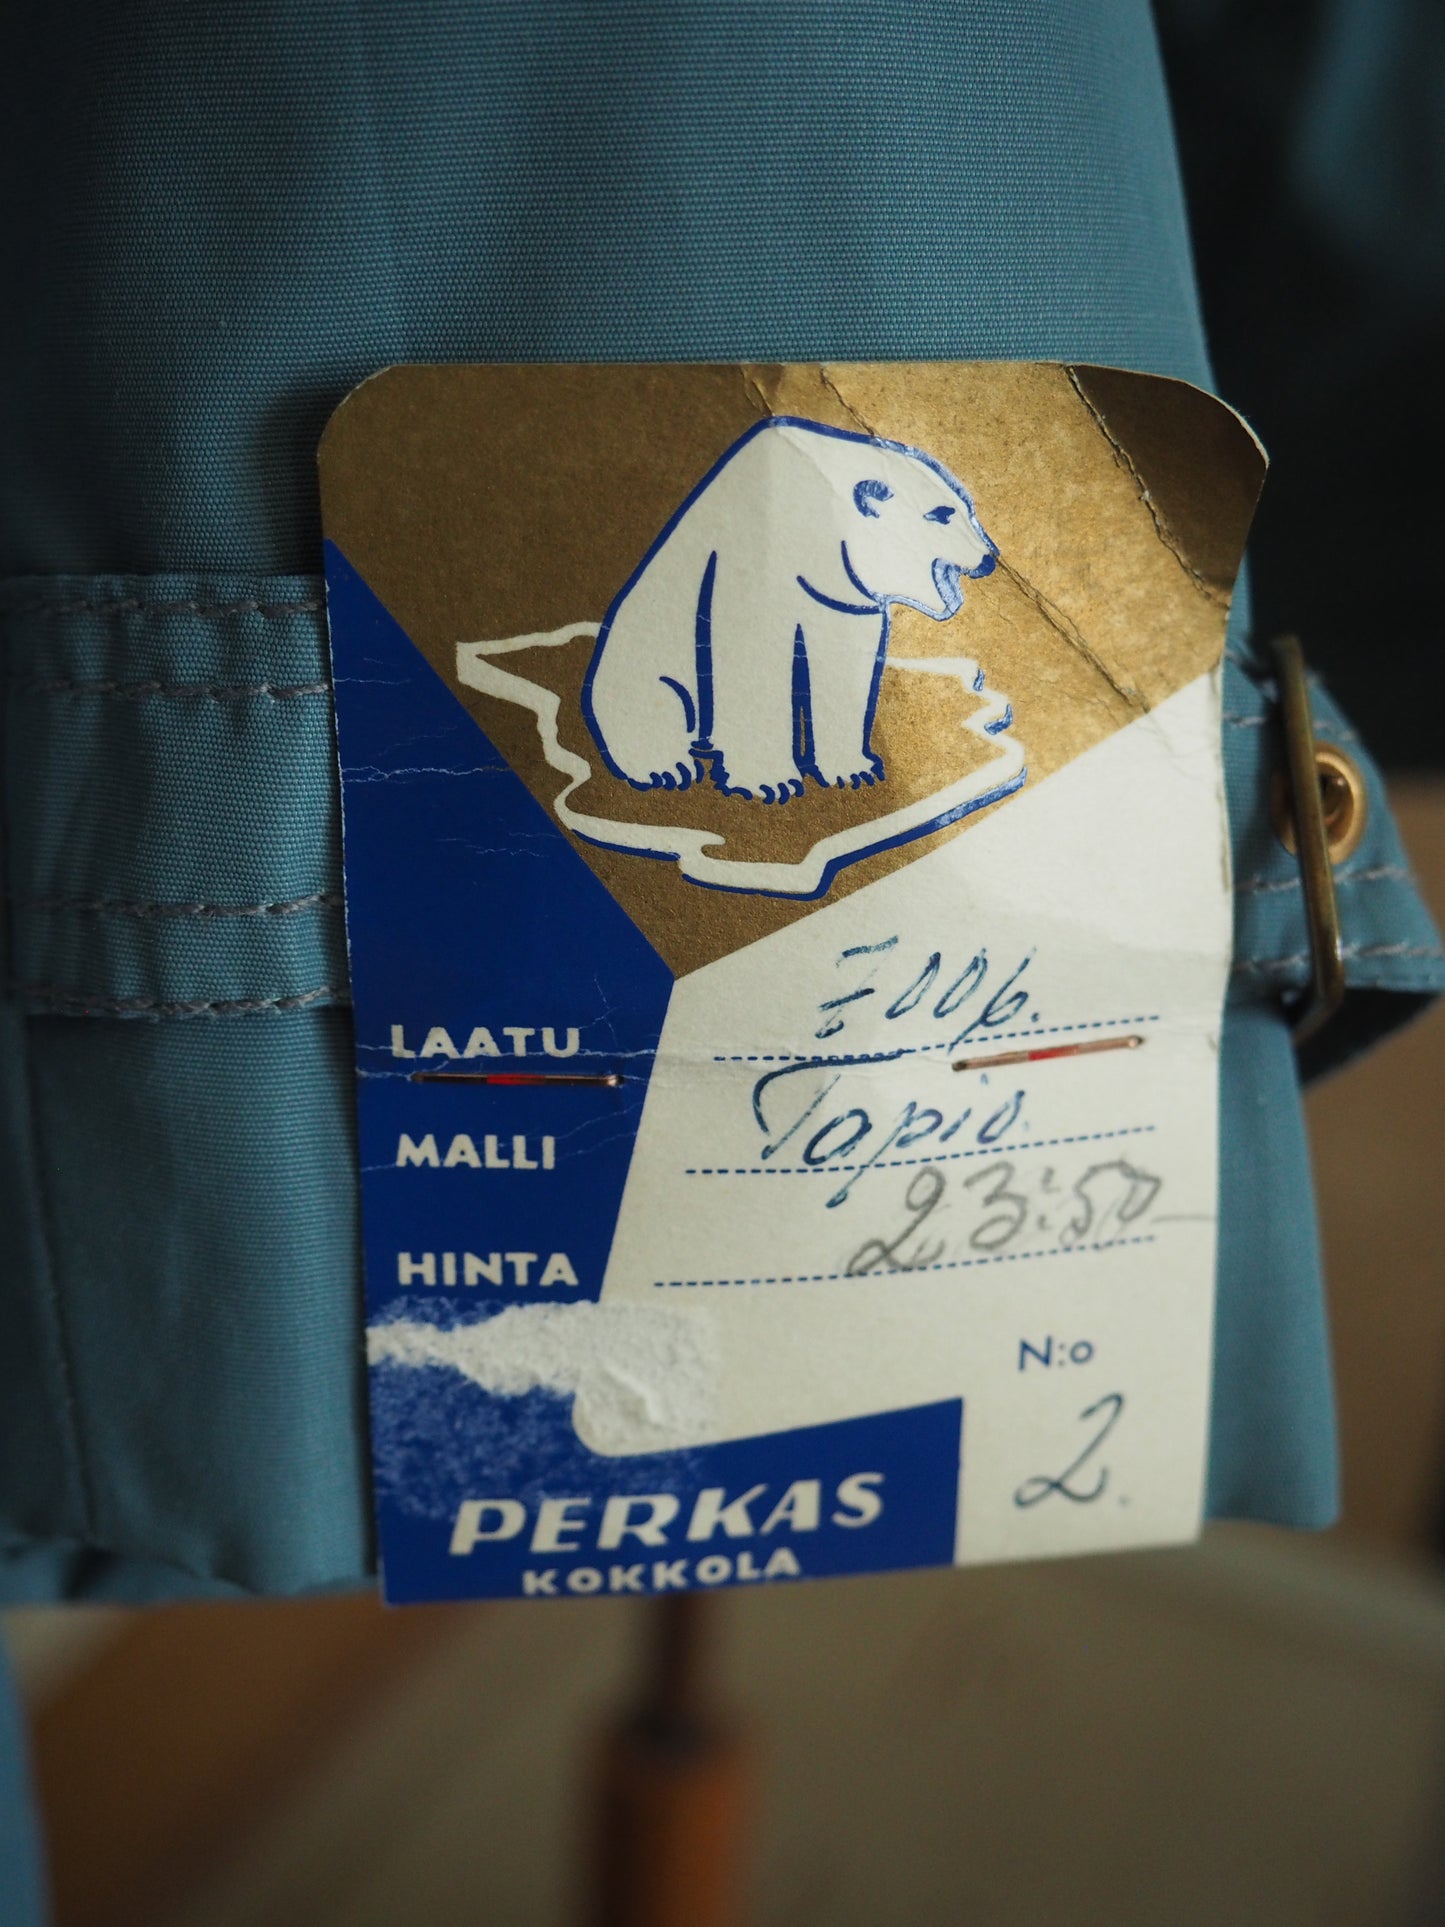 LAATU 7006.
MALLI Tapio.
HINTA 23:50
N:o
2.
PERKAS
KOKKOLA